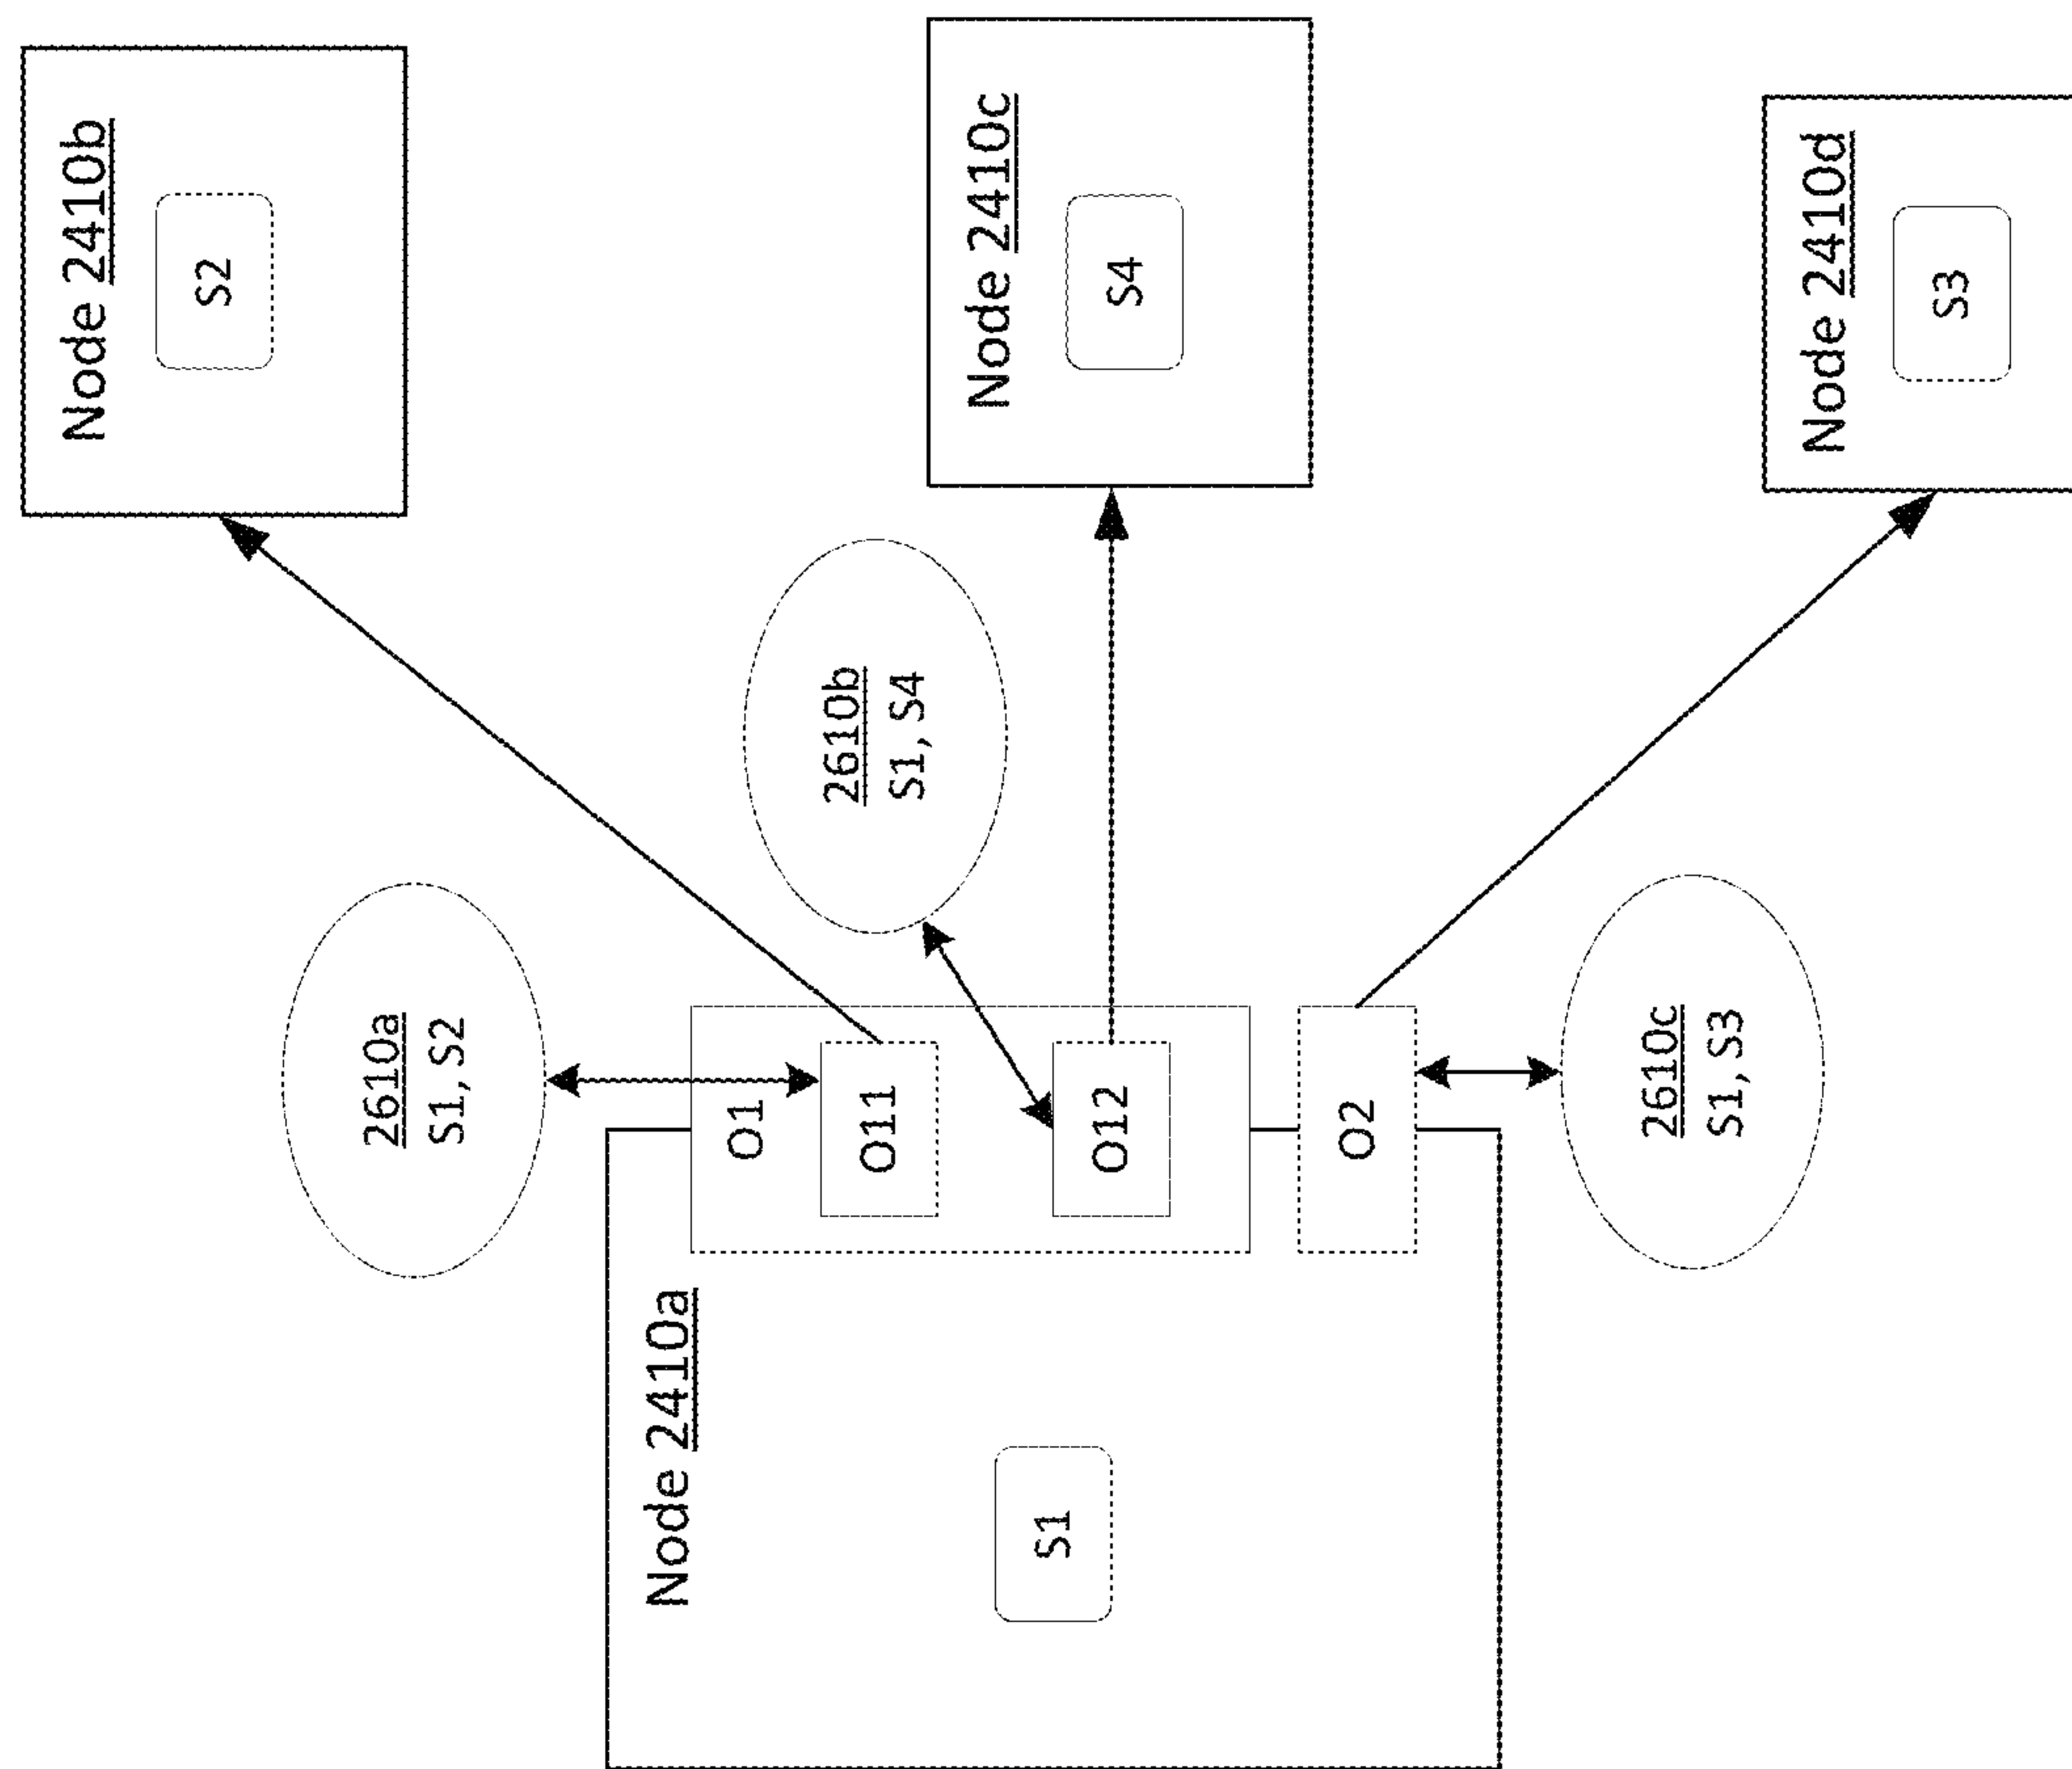 Node 2410a
S1
O1
O11
O12
O2
2610a
S1, S2
2610b
S1, S4
2610c
S1, S3
Node 2410b
S2
Node 2410c
S4
Node 2410d
S3